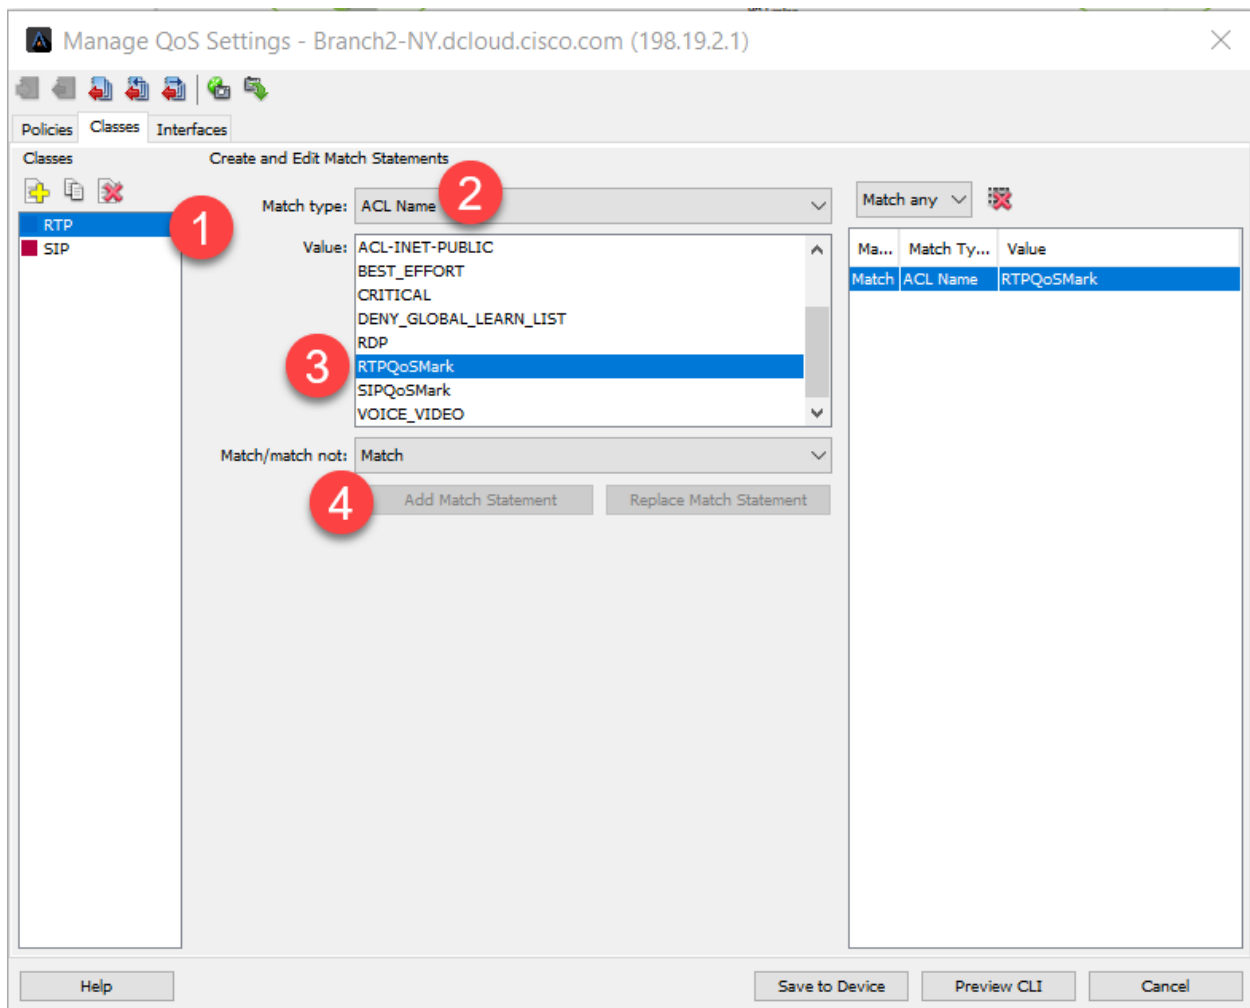 Manage QoS Settings - Branch2-NY.dcloud.cisco.com (198.19.2.1)
Policies Classes Interfaces
Classes
Create and Edit Match Statements
RTP
SIP
1
Match type: ACL Name
2
Value:
ACL-INET-PUBLIC
BEST_EFFORT
CRITICAL
DENY_GLOBAL_LEARN_LIST
RDP
RTPQoSMark
SIPQoSMark
VOICE_VIDEO
3
Match/match not: Match
4
Add Match Statement Replace Match Statement
Match any
Ma... Match Ty... Value
Match ACL Name RTPQoSMark
Help Save to Device Preview CLI Cancel